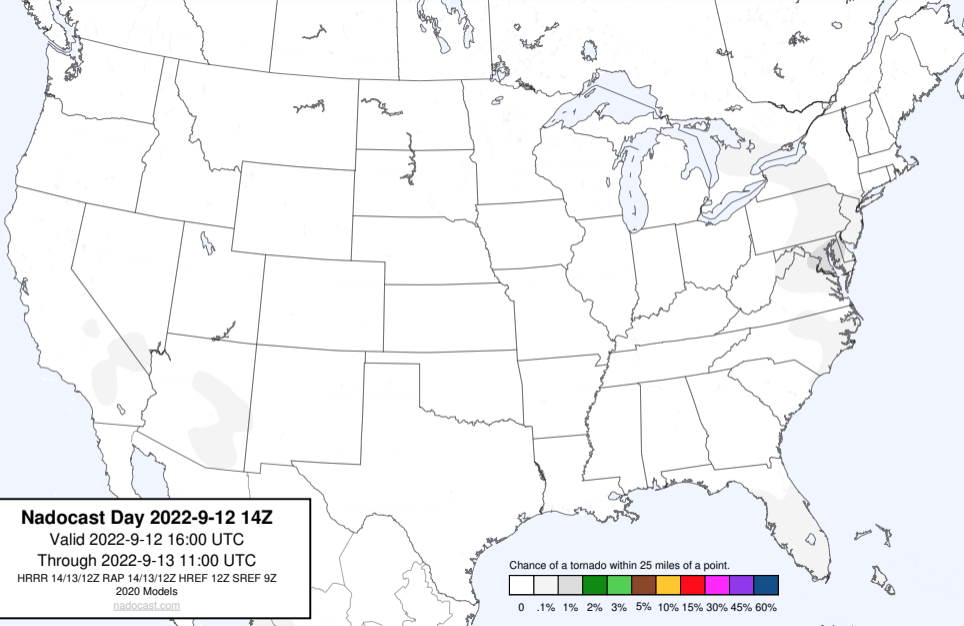 Nadocast Day 2022-9-12 14Z
Valid 2022-9-12 16:00 UTC
Through 2022-9-13 11:00 UTC
HRRR 14/13/12Z RAP 14/13/12Z HREF 12Z SREF 9Z
2020 Models
nadocast.com
Chance of a tornado within 25 miles of a point.
0 .1% 1% 2% 3% 5% 10% 15% 30% 45% 60%